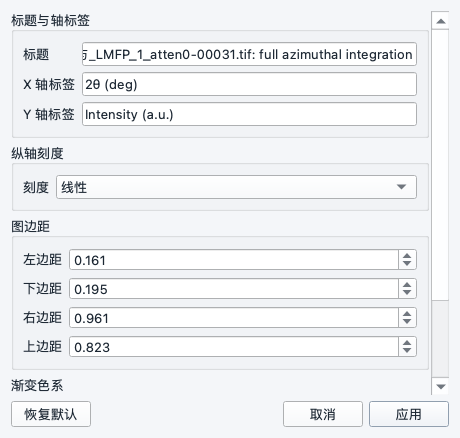 标题与轴标签
标题 _LMFP_1_atten0-00031.tif: full azimuthal integration
X 轴标签 2θ (deg)
Y 轴标签 Intensity (a.u.)
纵轴刻度
刻度 线性
图边距
左边距 0.161
下边距 0.195
右边距 0.961
上边距 0.823
渐变色系
恢复默认 取消 应用